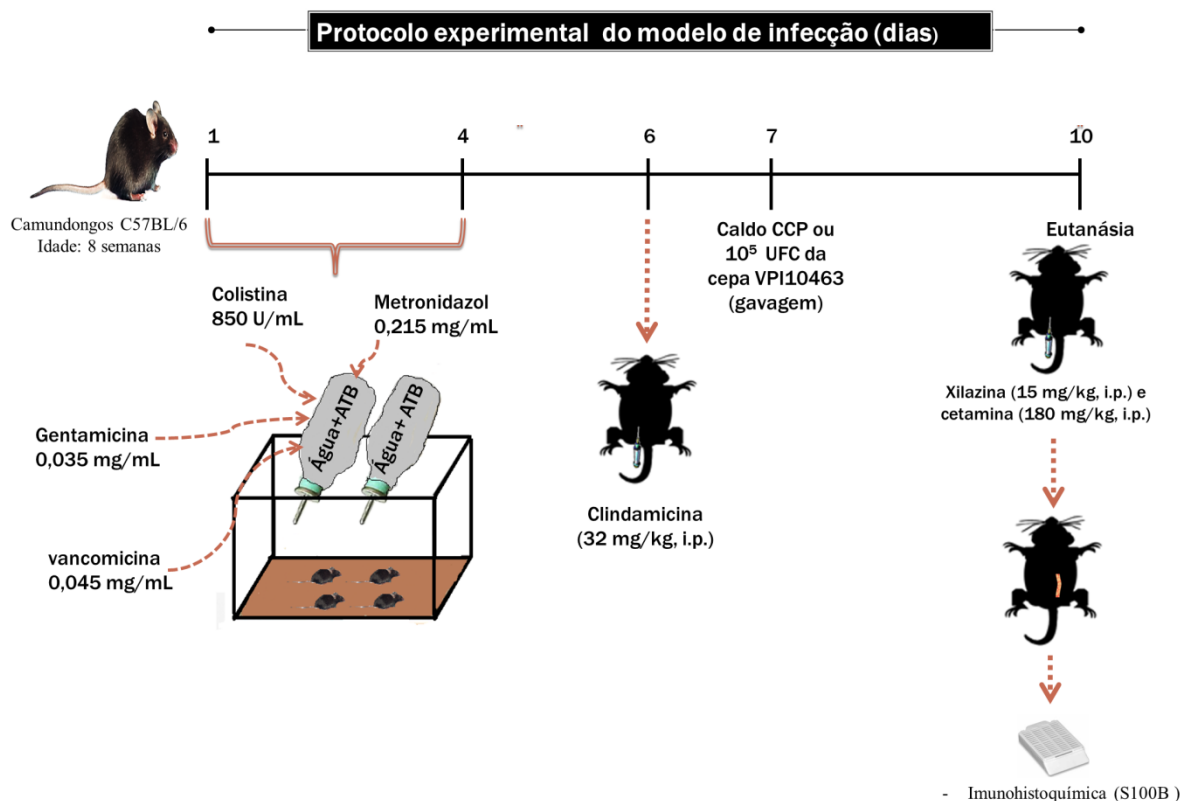 Protocolo experimental do modelo de infecção (dias)
1
4
6
7
10
Camundongos C57BL/6
Idade: 8 semanas
Colistina
850 U/mL
Metronidazol
0,215 mg/mL
Gentamicina
0,035 mg/mL
vancomicina
0,045 mg/mL
Água+ATB
Água+ ATB
Clindamicina
(32 mg/kg, i.p.)
Caldo CCP ou
10⁵ UFC da
cepa VPI10463
(gavagem)
Eutanásia
Xilazina (15 mg/kg, i.p.) e
cetamina (180 mg/kg, i.p.)
- Imunohistoquímica (S100B )